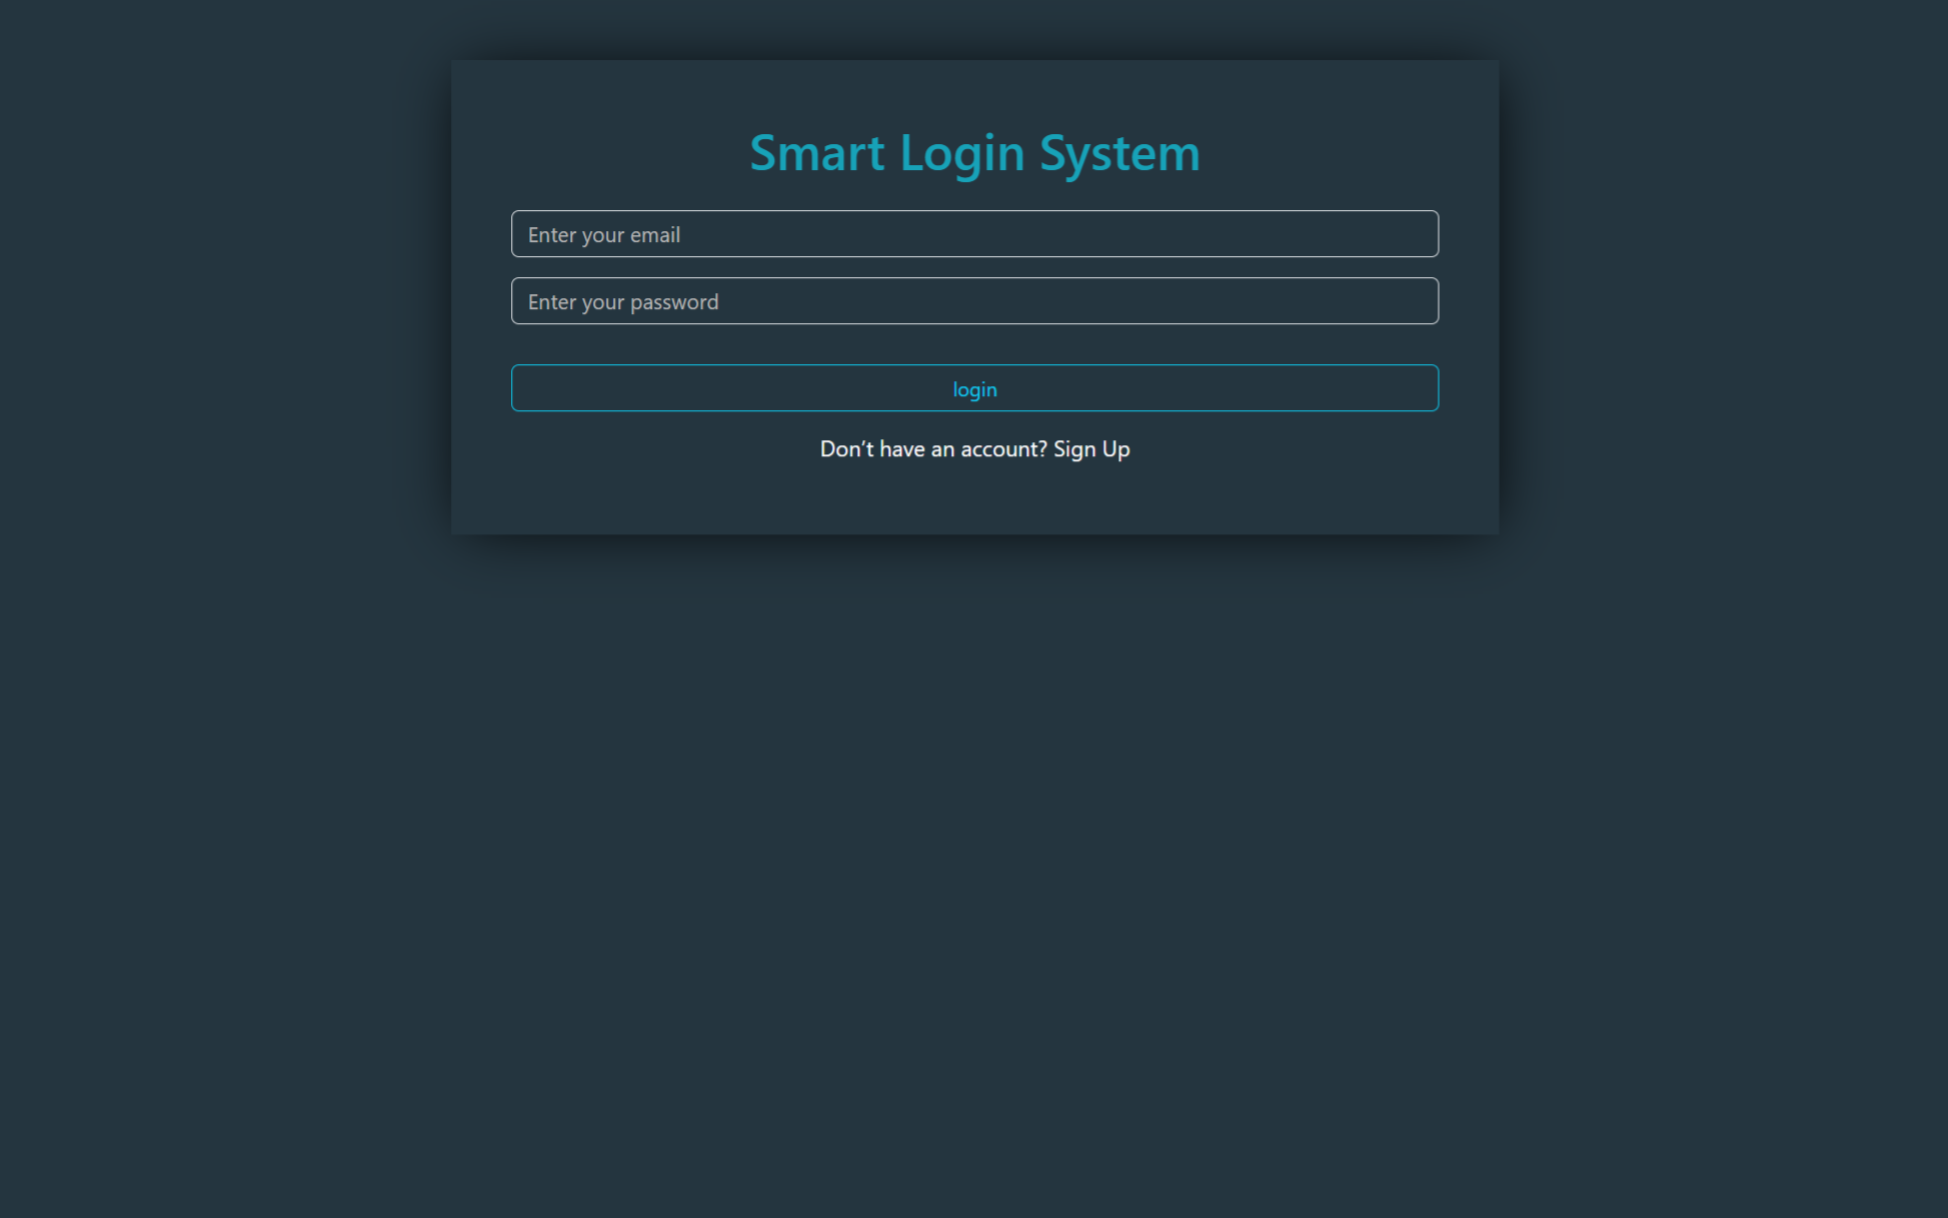 Smart Login System
Enter your email
Enter your password
login
Don’t have an account? Sign Up